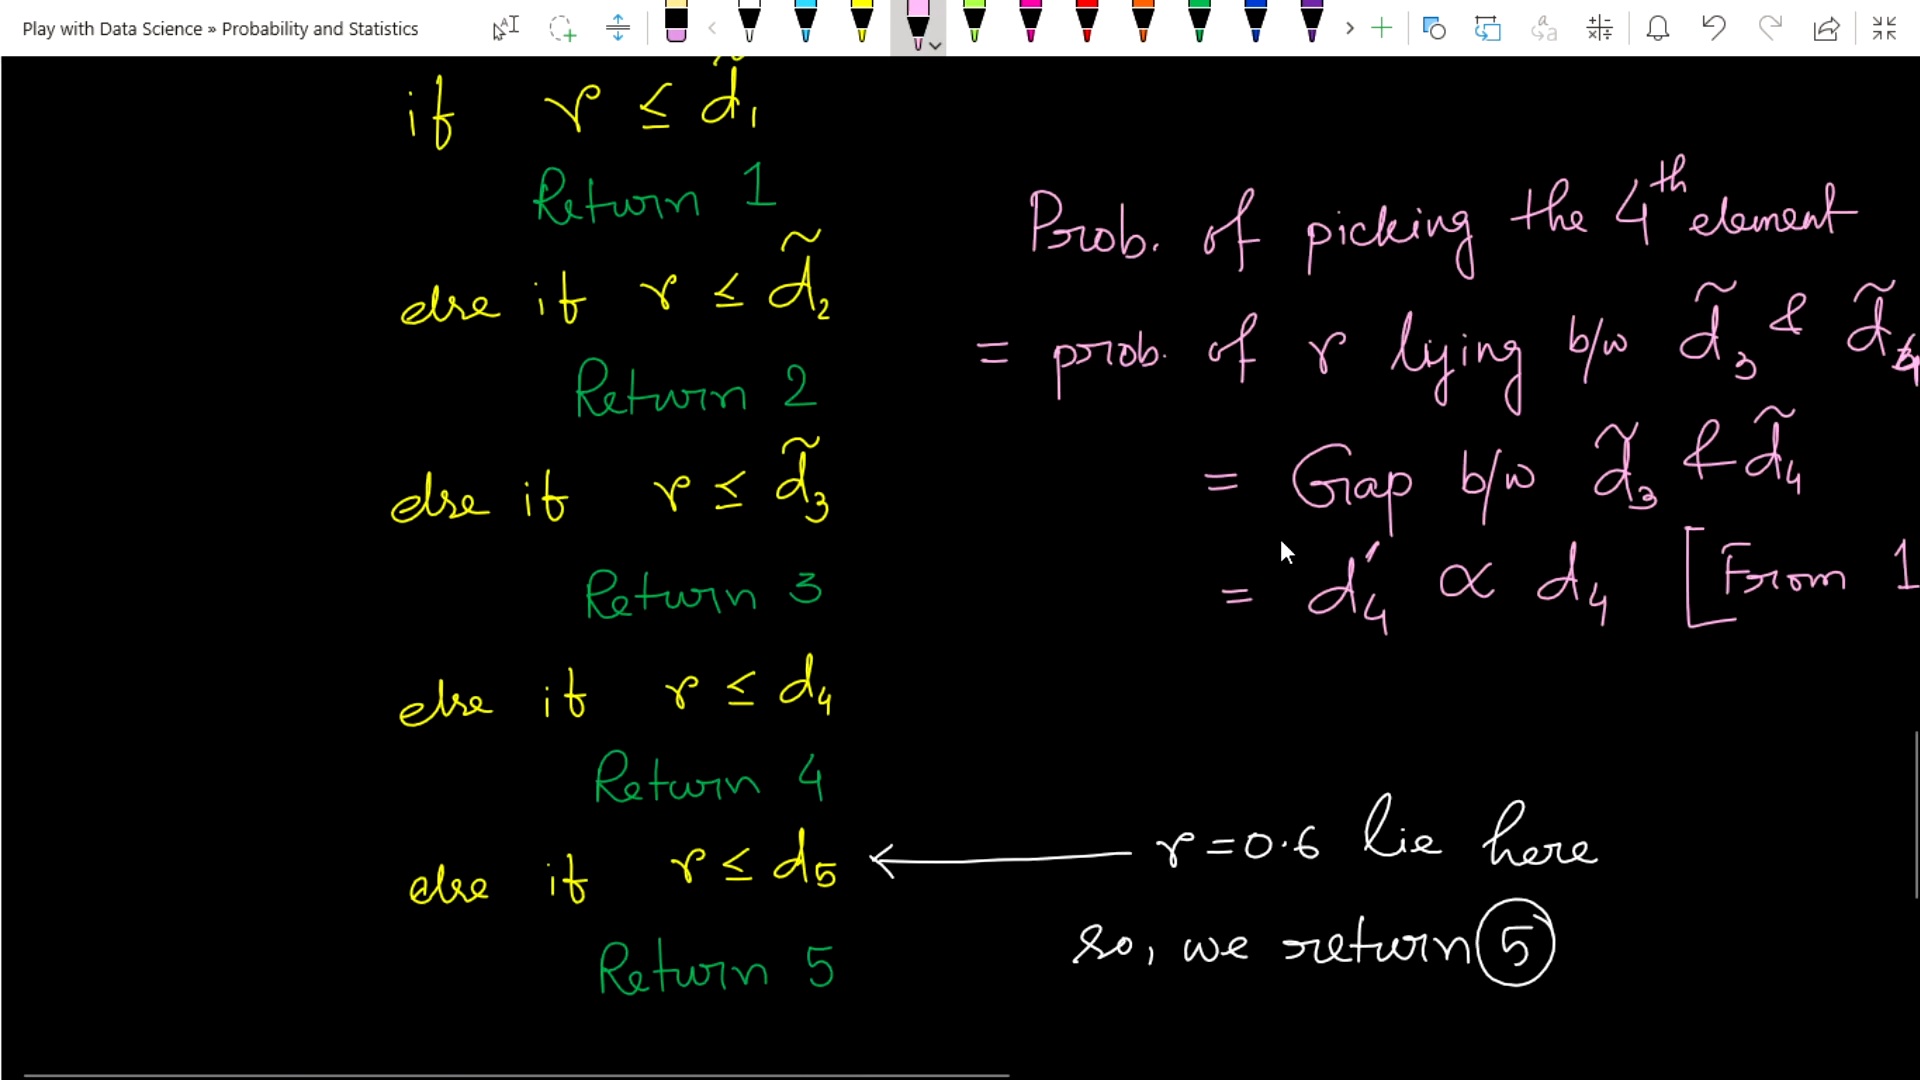 Play with Data Science » Probability and Statistics
if r ≤ d̃₁
Return 1
else if r ≤ d̃₂
Return 2
else if r ≤ d̃₃
Return 3
else if r ≤ d₄
Return 4
else if r ≤ d₅
Return 5
Prob. of picking the 4th element
= prob. of r lying b/w d̃₃ & d̃₄
= Gap b/w d̃₃ & d̃₄
= d′₄ ∝ d₄ [From 1
r = 0.6 lie here
so, we return 5